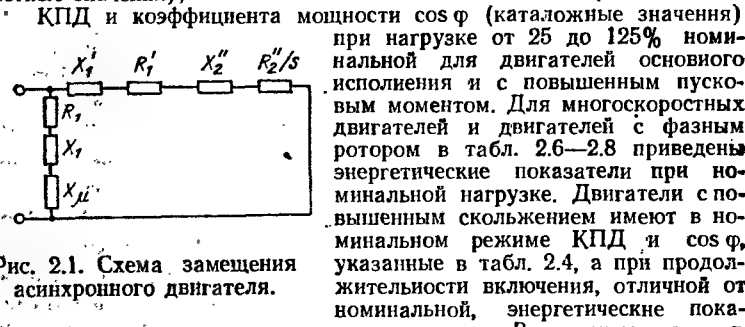 КПД и коэффициента мощности cos φ (каталожные значення)
при нагрузке от 25 до 125% номи-
нальной для двигателей основного
исполнения и с повышенным пуско-
вым моментом. Для многоскоростных
двигателей и двигателей с фазным
ротором в табл. 2.6—2.8 приведены
энергетические показатели при но-
минальной нагрузке. Двигатели с по-
вышенным скольжением имеют в но-
минальном режиме КПД и cos φ,
указанные в табл. 2.4, а при продол-
жительности включения, отличной от
номинальной, энергетические пока-
X₁' R₁' X₂'' R₂''/s
R₁
X₁
Xμ
Рис. 2.1. Схема замещения
асинхронного двигателя.